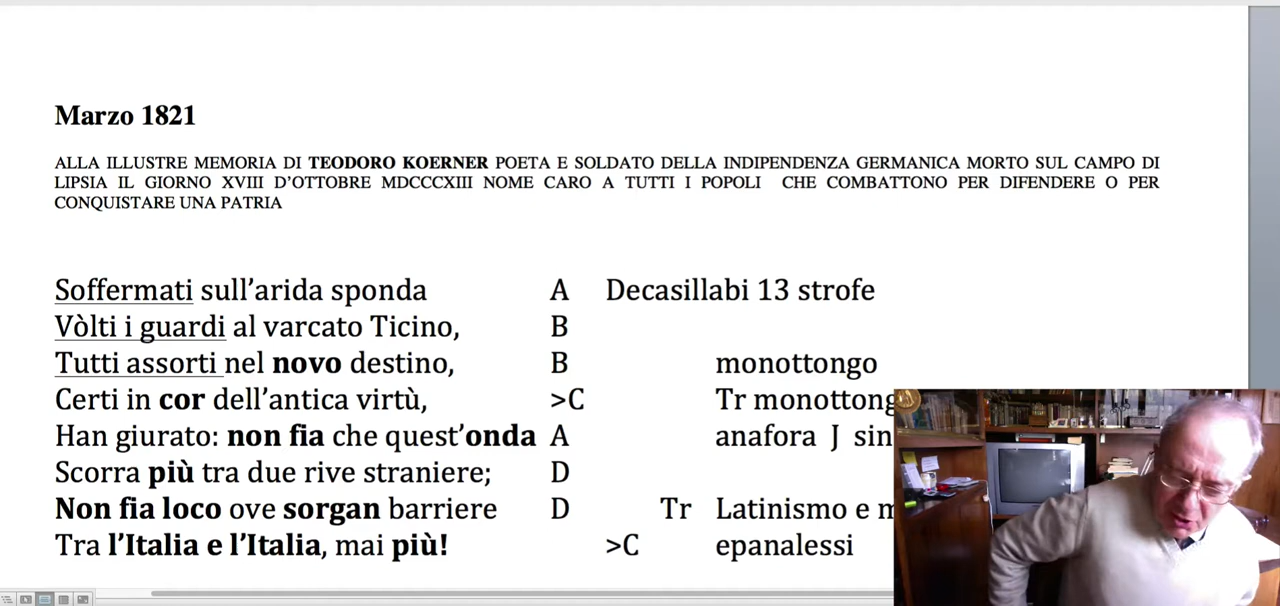 Marzo 1821
ALLA ILLUSTRE MEMORIA DI TEODORO KOERNER POETA E SOLDATO DELLA INDIPENDENZA GERMANICA MORTO SUL CAMPO DI
LIPSIA IL GIORNO XVIII D'OTTOBRE MDCCCXIII NOME CARO A TUTTI I POPOLI CHE COMBATTONO PER DIFENDERE O PER
CONQUISTARE UNA PATRIA
Soffermati sull'arida sponda A Decasillabi 13 strofe
Vòlti i guardi al varcato Ticino, B
Tutti assorti nel novo destino, B monottongo
Certi in cor dell'antica virtù, >C Tr monottong
Han giurato: non fia che quest'onda A anafora J sin
Scorra più tra due rive straniere; D
Non fia loco ove sorgan barriere D Tr Latinismo e m
Tra l'Italia e l'Italia, mai più! >C epanalessi